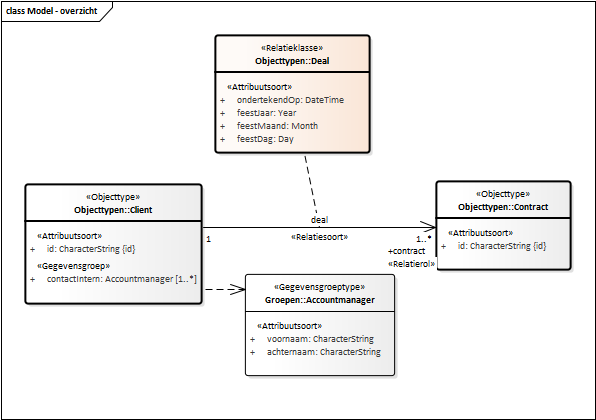 class Model - overzicht
«Relatieklasse»
Objecttypen::Deal
«Attribuutsoort»
+ ondertekendOp: DateTime
+ feestJaar: Year
+ feestMaand: Month
+ feestDag: Day
«Objecttype»
Objecttypen::Client
«Attribuutsoort»
+ id: CharacterString {id}
«Gegevensgroep»
+ contactIntern: Accountmanager [1..*]
deal
1
«Relatiesoort»
1..*
+contract
«Relatierol»
«Objecttype»
Objecttypen::Contract
«Attribuutsoort»
+ id: CharacterString {id}
«Gegevensgroeptype»
Groepen::Accountmanager
«Attribuutsoort»
+ voornaam: CharacterString
+ achternaam: CharacterString